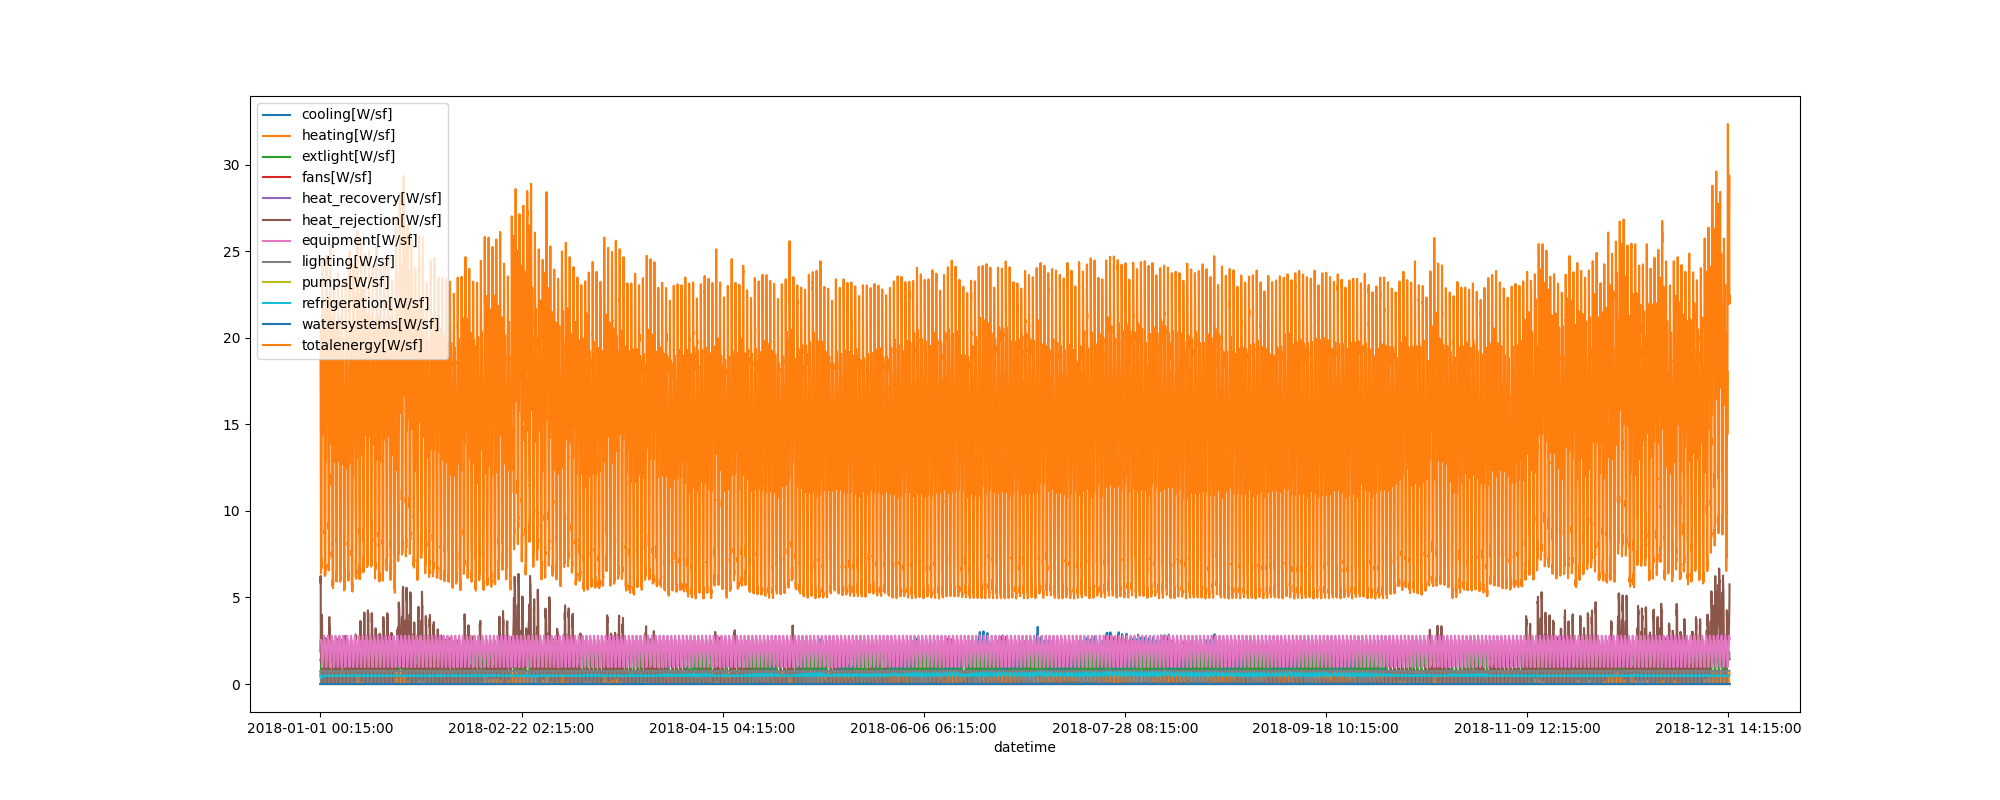 cooling[W/sf]
heating[W/sf]
extlight[W/sf]
fans[W/sf]
heat_recovery[W/sf]
heat_rejection[W/sf]
equipment[W/sf]
lighting[W/sf]
pumps[W/sf]
refrigeration[W/sf]
watersystems[W/sf]
totalenergy[W/sf]
30
25
20
15
10
5
0
2018-01-01 00:15:00 2018-02-22 02:15:00 2018-04-15 04:15:00 2018-06-06 06:15:00 2018-07-28 08:15:00 2018-09-18 10:15:00 2018-11-09 12:15:00 2018-12-31 14:15:00
datetime